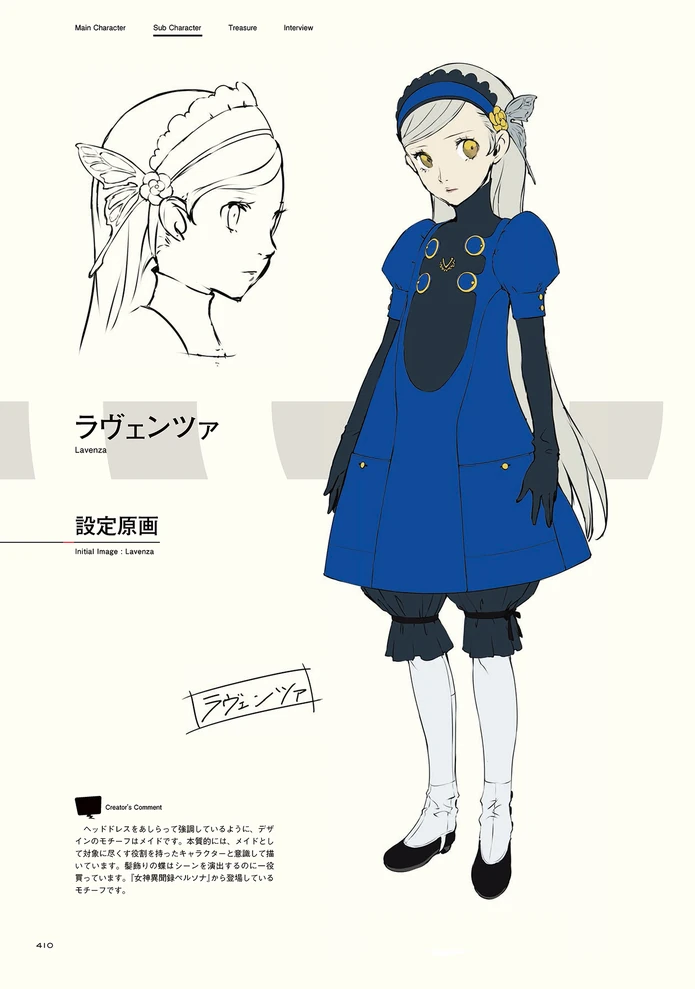 Main Character Sub Character Treasure Interview
ラヴェンツァ
Lavenza
設定原画
Initial Image : Lavenza
ラヴェンツァ
Creator's Comment
ヘッドドレスをあしらって強調しているように、デザ
インのモチーフはメイドです。本質的には、メイドとし
て対象に尽くす役割を持ったキャラクターと意識して描
いています。髪飾りの蝶はシーンを演出するのに一役
買っています。『女神異聞録ペルソナ』から登場している
モチーフです。
410